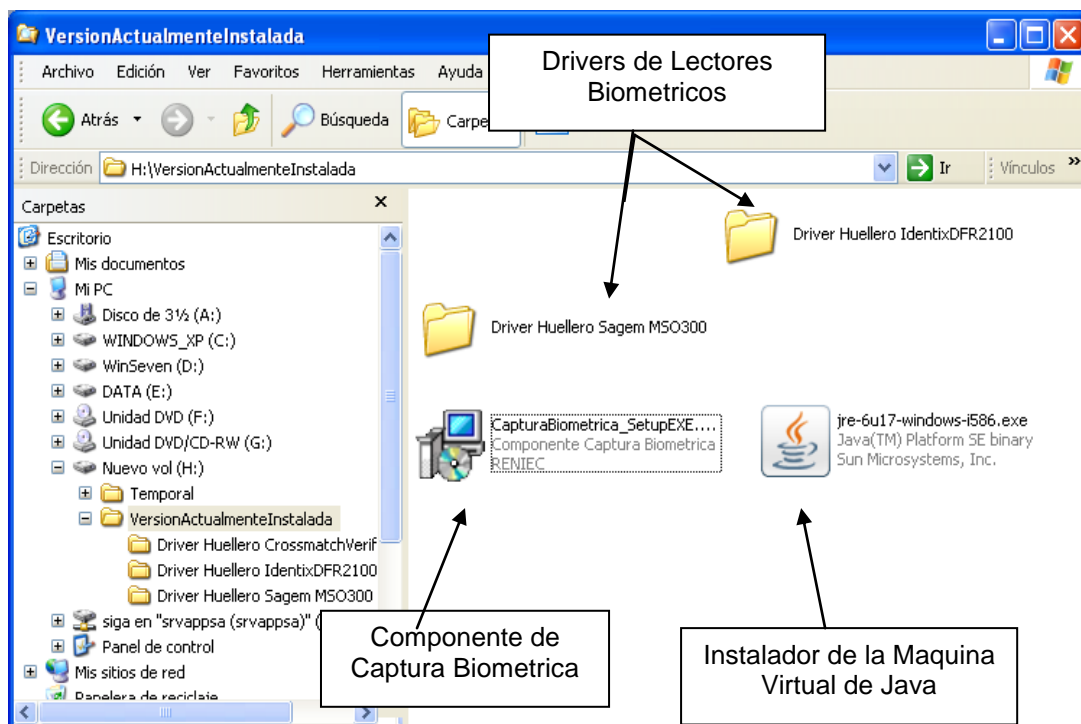 VersionActualmenteInstalada
Drivers de Lectores
Biometricos
Archivo Edición Ver Favoritos Herramientas Ayuda
Atrás Búsqueda
Dirección H:\VersionActualmenteInstalada Ir Vínculos »
Carpetas x
Escritorio
Mis documentos
Mi PC
Disco de 3½ (A:)
WINDOWS_XP (C:)
WinSeven (D:)
DATA (E:)
Unidad DVD (F:)
Unidad DVD/CD-RW (G:)
Nuevo vol (H:)
Temporal
VersionActualmenteInstalada
Driver Huellero CrossmatchVerif
Driver Huellero IdentixDFR2100
Driver Huellero Sagem MSO300
siga en "srvappsa (srvappsa)" (
Panel de control
Mis sitios de red
Papelera de reciclaje
Driver Huellero IdentixDFR2100
Driver Huellero Sagem MSO300
CapturaBiometrica_SetupEXE....
Componente Captura Biometrica
RENIEC
jre-6u17-windows-i586.exe
Java(TM) Platform SE binary
Sun Microsystems, Inc.
Componente de
Captura Biometrica
Instalador de la Maquina
Virtual de Java